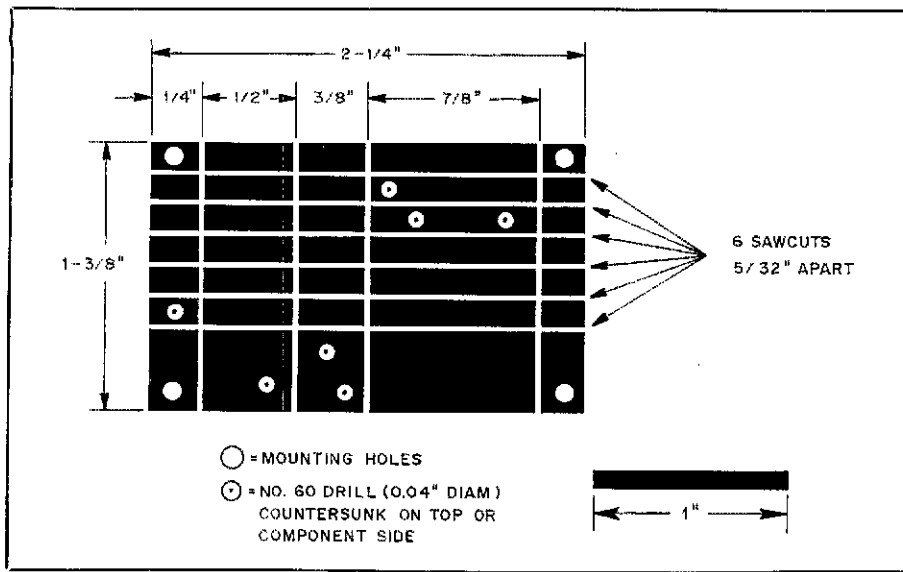 2-1/4"
1/4" 1/2" 3/8" 7/8"
1-3/8"
6 SAWCUTS
5/32" APART
= MOUNTING HOLES
= NO. 60 DRILL (0.04" DIAM)
COUNTERSUNK ON TOP OR
COMPONENT SIDE
1"